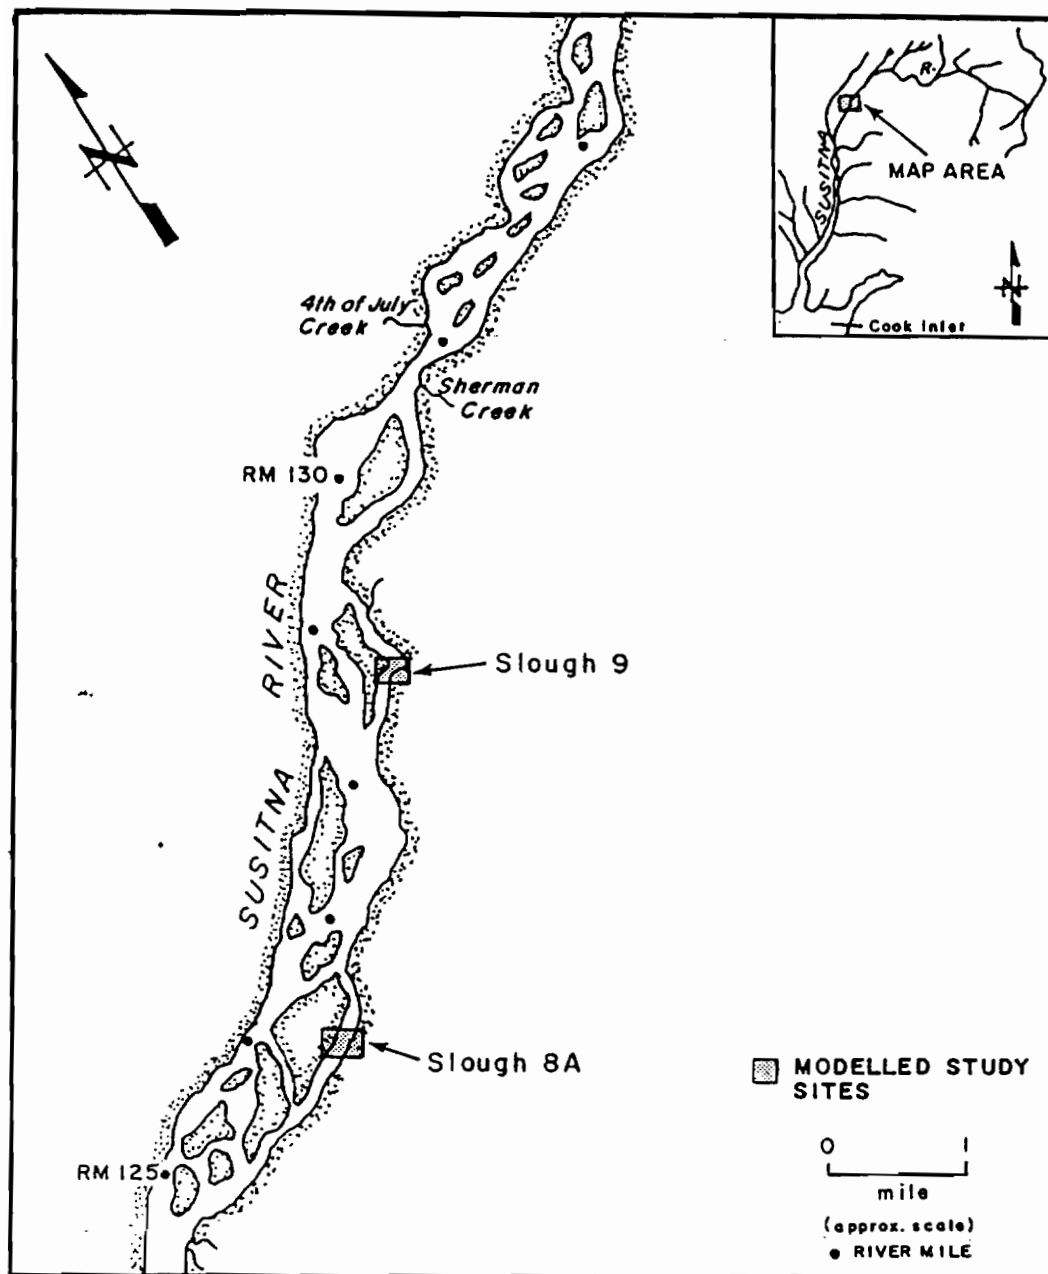 R.
SUSITNA
MAP AREA
N
Cook Inlet
N
4th of July
Creek
Sherman
Creek
RM 130
RIVER
Slough 9
SUSITNA
Slough 8A
MODELLED STUDY
SITES
RM 125
0 1
mile
(approx. scale)
● RIVER MILE